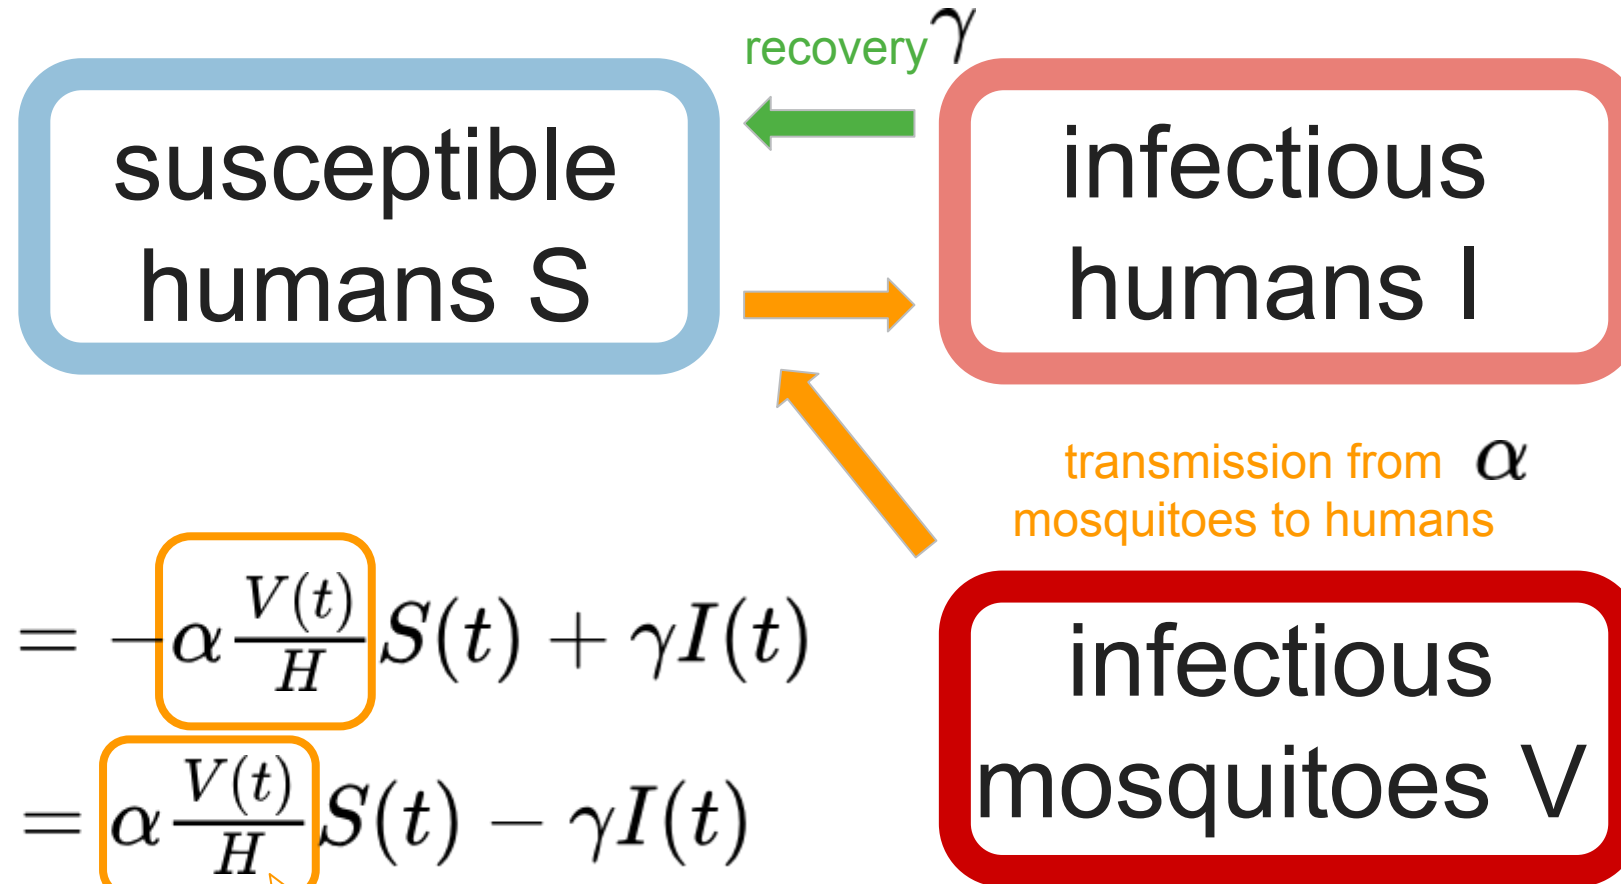 recovery γ
susceptible
humans S
infectious
humans I
transmission from α
mosquitoes to humans
= −α V(t)/H S(t) + γI(t)
= α V(t)/H S(t) − γI(t)
infectious
mosquitoes V